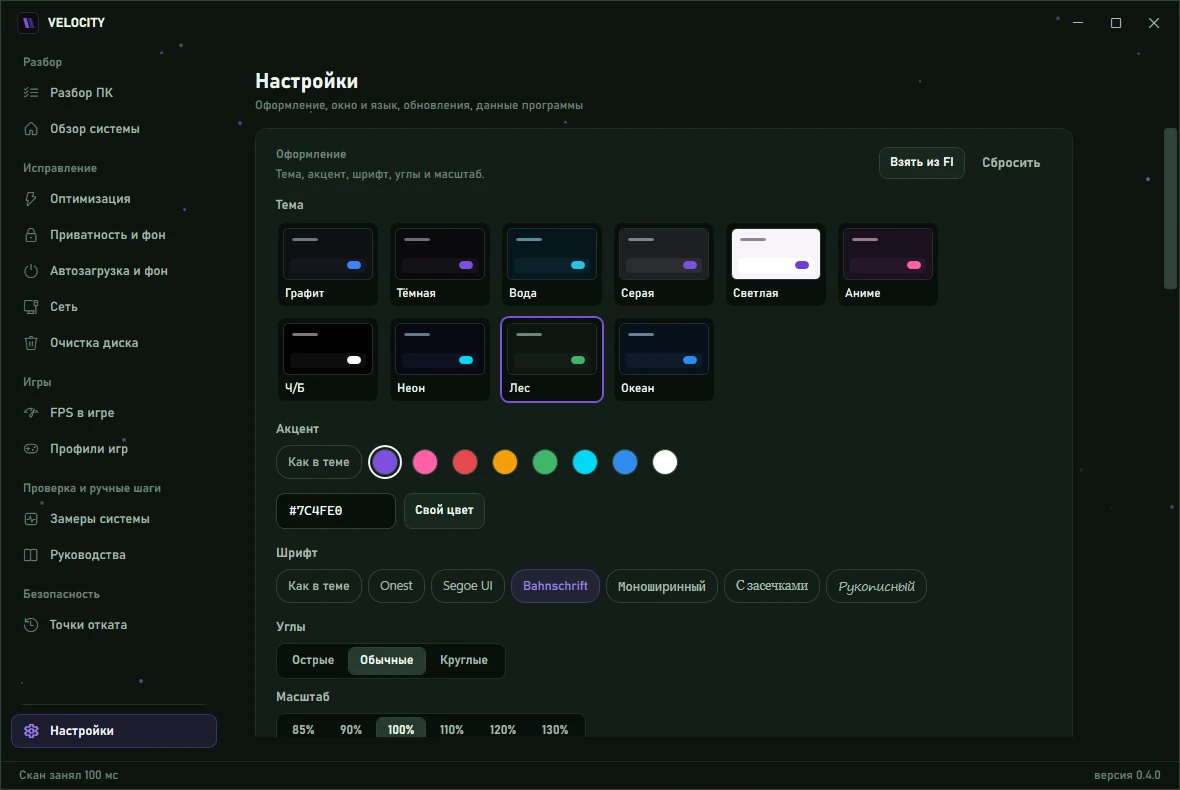 VELOCITY
Разбор
Разбор ПК
Обзор системы
Исправление
Оптимизация
Приватность и фон
Автозагрузка и фон
Сеть
Очистка диска
Игры
FPS в игре
Профили игр
Проверка и ручные шаги
Замеры системы
Руководства
Безопасность
Точки отката
Настройки
Настройки
Оформление, окно и язык, обновления, данные программы
Оформление
Тема, акцент, шрифт, углы и масштаб.
Взять из FI
Сбросить
Тема
Графит Тёмная Вода Серая Светлая Аниме
Ч/Б Неон Лес Океан
Акцент
Как в теме
#7C4FE0 Свой цвет
Шрифт
Как в теме Onest Segoe UI Bahnschrift Моноширинный С засечками Рукописный
Углы
Острые Обычные Круглые
Масштаб
85% 90% 100% 110% 120% 130%
Скан занял 100 мс
версия 0.4.0